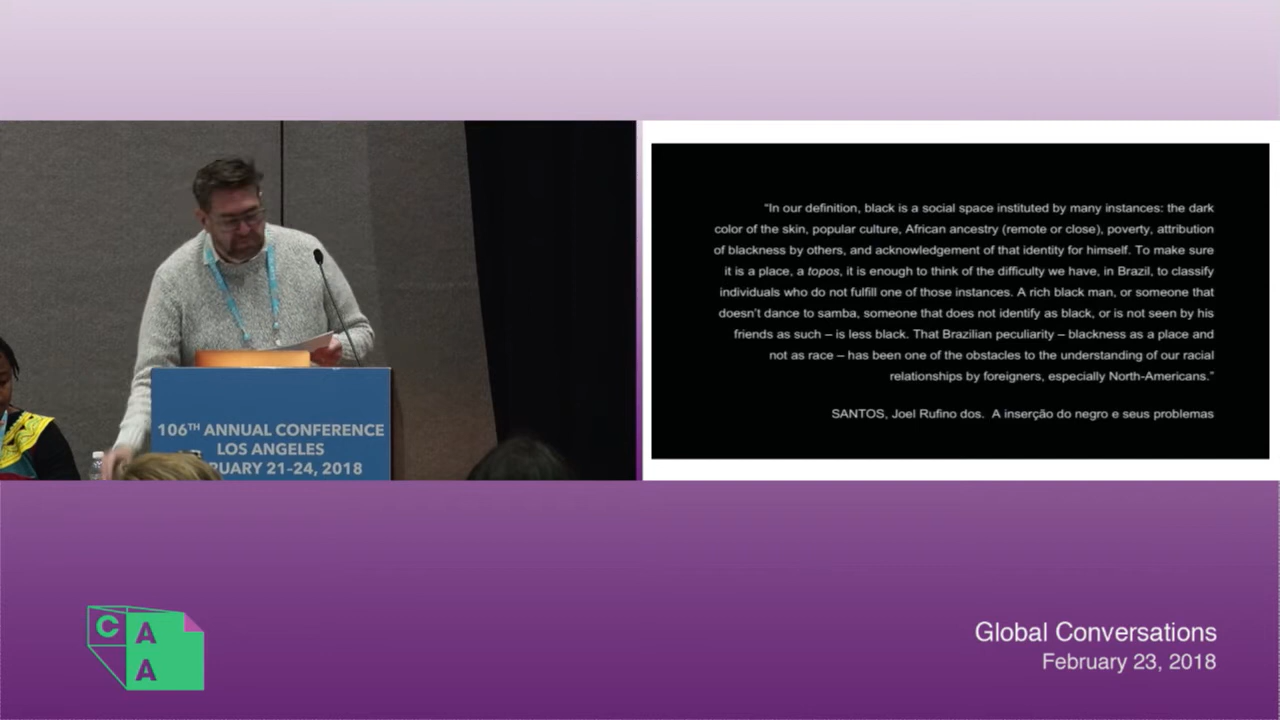 106TH ANNUAL CONFERENCE
LOS ANGELES
RUARY 21-24, 2018
"In our definition, black is a social space instituted by many instances: the dark
color of the skin, popular culture, African ancestry (remote or close), poverty, attribution
of blackness by others, and acknowledgement of that identity for himself. To make sure
it is a place, a topos, it is enough to think of the difficulty we have, in Brazil, to classify
individuals who do not fulfill one of those instances. A rich black man, or someone that
doesn't dance to samba, someone that does not identify as black, or is not seen by his
friends as such – is less black. That Brazilian peculiarity – blackness as a place and
not as race – has been one of the obstacles to the understanding of our racial
relationships by foreigners, especially North-Americans."
SANTOS, Joel Rufino dos. A inserção do negro e seus problemas
C A
A
Global Conversations
February 23, 2018